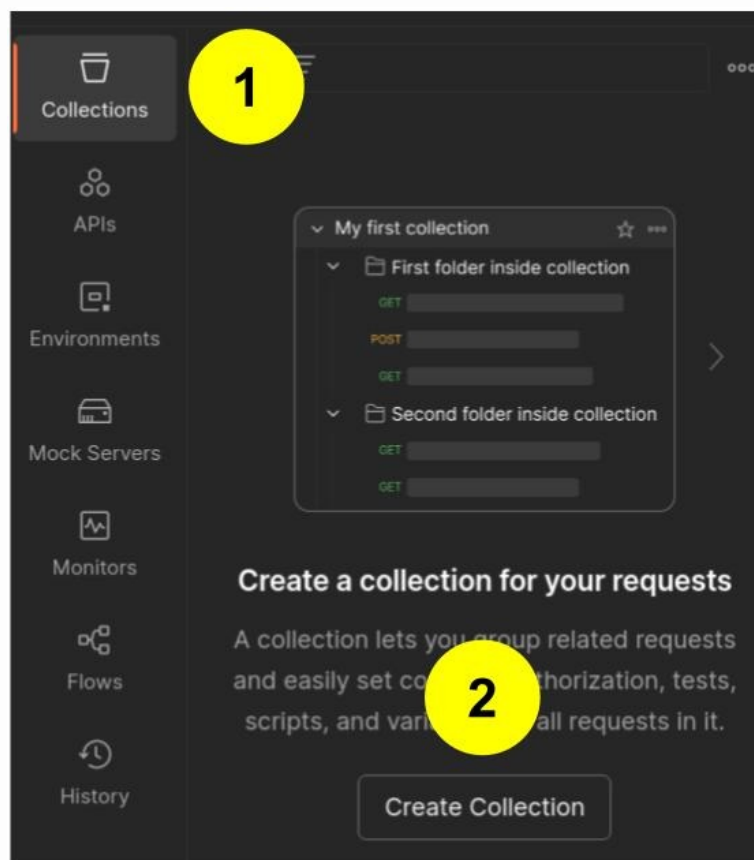 Collections
1
APIs
Environments
Mock Servers
Monitors
Flows
History
My first collection
First folder inside collection
GET
POST
GET
Second folder inside collection
GET
GET
Create a collection for your requests
A collection lets you group related requests
and easily set co 2 thorization, tests,
scripts, and vari all requests in it.
Create Collection